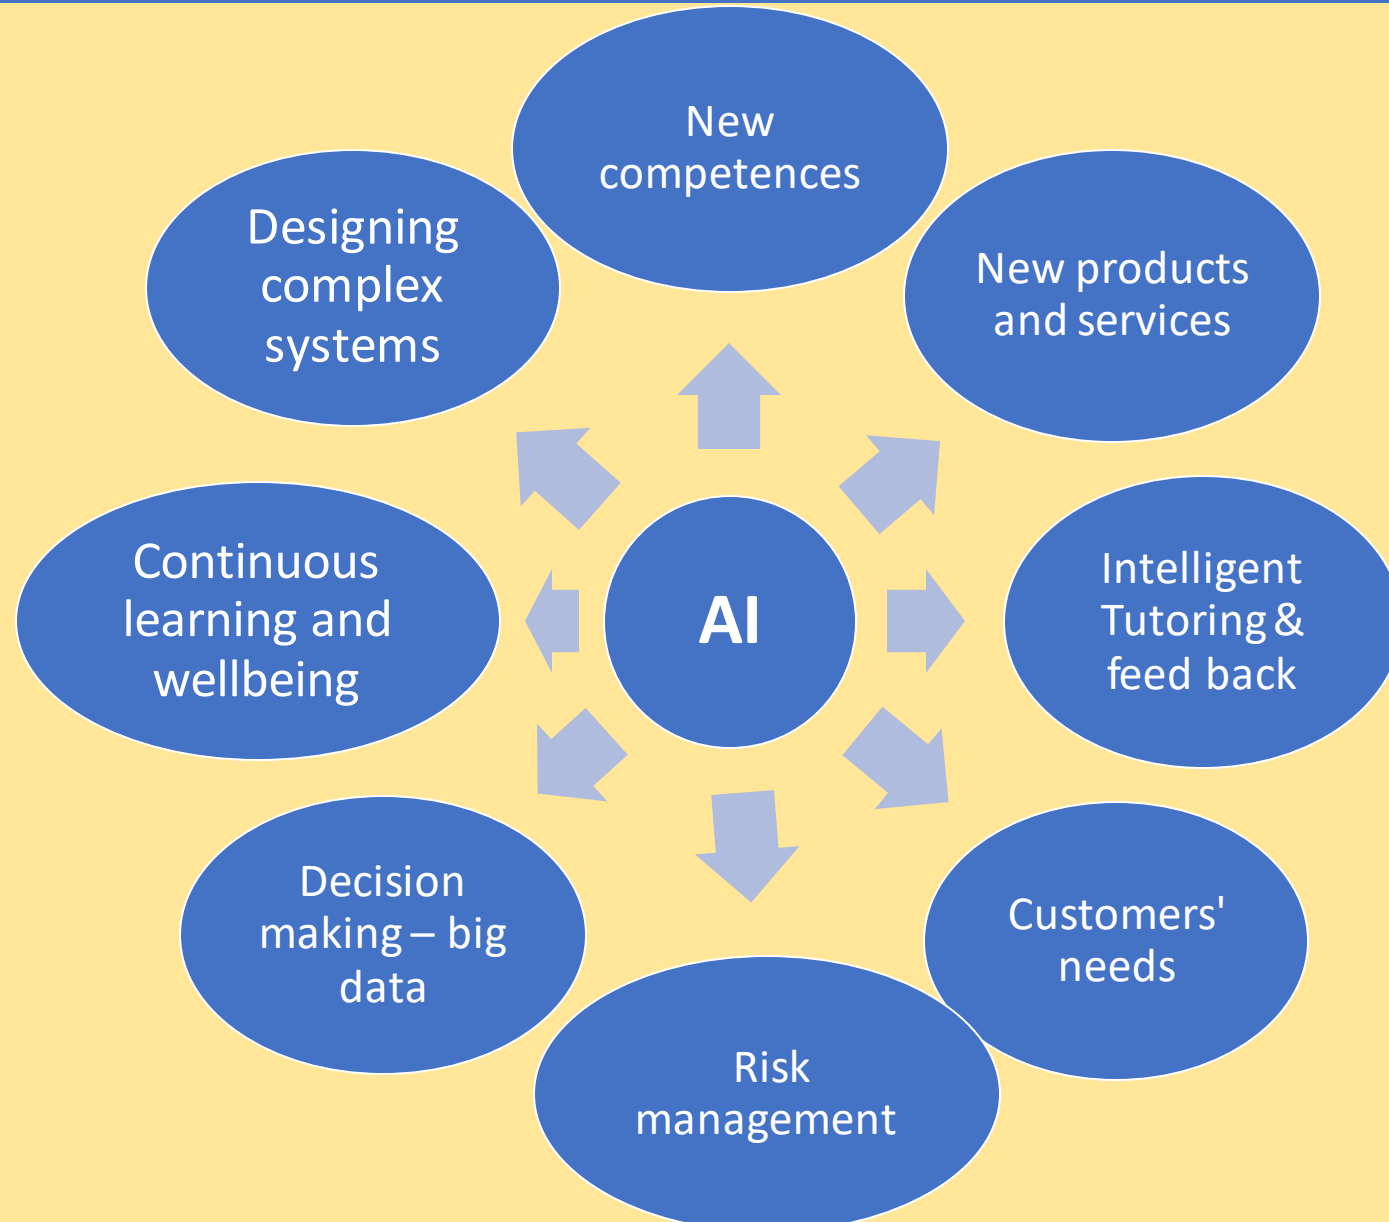 New
competences
New products
and services
Intelligent
Tutoring &
feed back
Customers'
needs
Risk
management
Decision
making – big
data
Continuous
learning and
wellbeing
Designing
complex
systems
AI